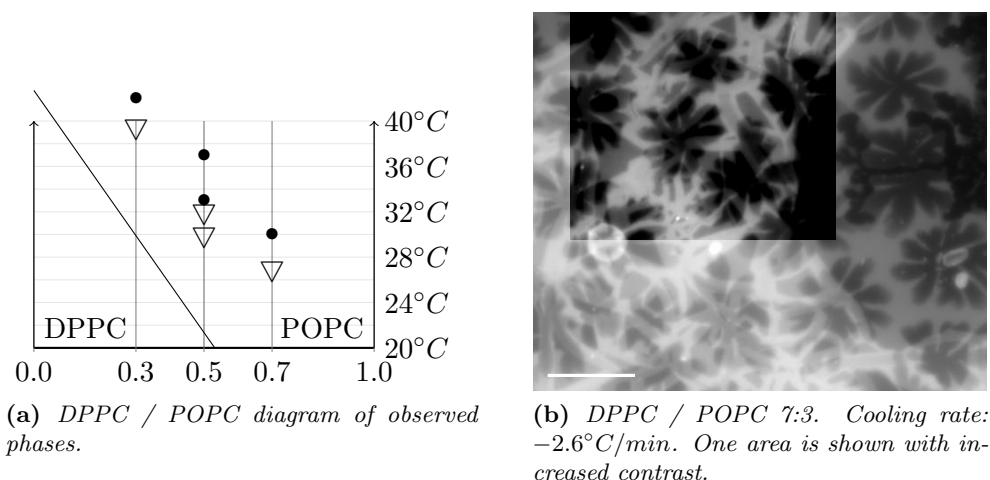 40°C
36°C
32°C
28°C
24°C
DPPC POPC
20°C
0.0 0.3 0.5 0.7 1.0
(a) DPPC / POPC diagram of observed
phases.
(b) DPPC / POPC 7:3. Cooling rate:
−2.6°C/min. One area is shown with in-
creased contrast.